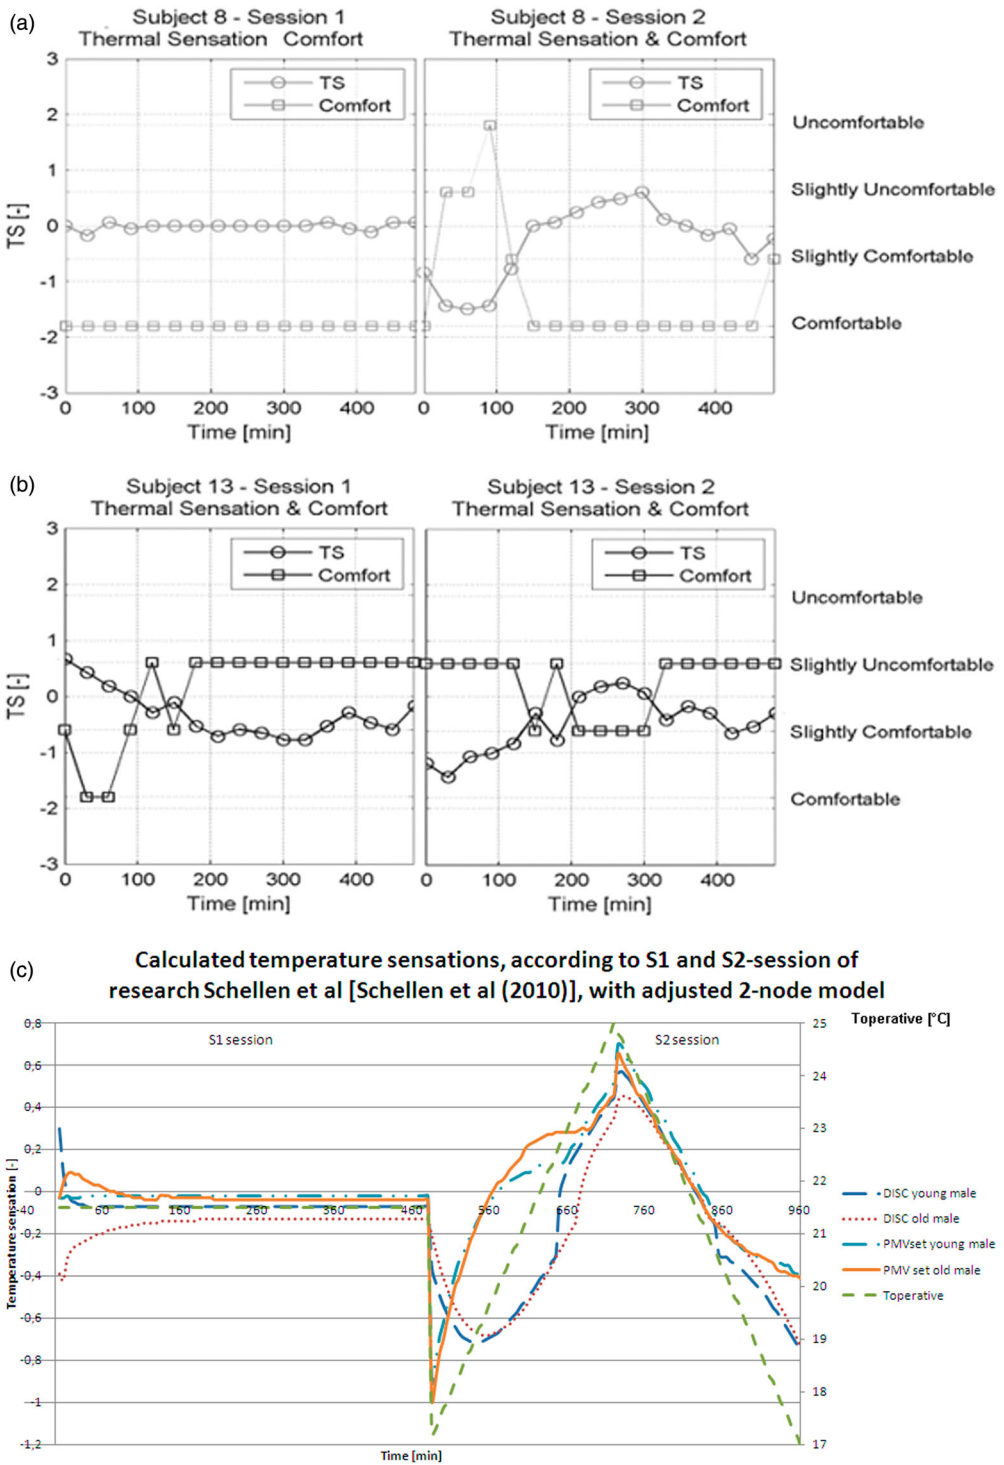 (a)
Subject 8 - Session 1
Thermal Sensation Comfort
Subject 8 - Session 2
Thermal Sensation & Comfort
TS
Comfort
TS
Comfort
3
2
1
0
-1
-2
-3
TS [-]
Uncomfortable
Slightly Uncomfortable
Slightly Comfortable
Comfortable
0 100 200 300 400
0 100 200 300 400
Time [min]
Time [min]
(b)
Subject 13 - Session 1
Thermal Sensation & Comfort
Subject 13 - Session 2
Thermal Sensation & Comfort
TS
Comfort
TS
Comfort
3
2
1
0
-1
-2
-3
TS [-]
Uncomfortable
Slightly Uncomfortable
Slightly Comfortable
Comfortable
0 100 200 300 400
0 100 200 300 400
Time [min]
Time [min]
(c)
Calculated temperature sensations, according to S1 and S2-session of
research Schellen et al [Schellen et al (2010)], with adjusted 2-node model
Toperative [°C]
S1 session
S2 session
0,8
0,6
0,4
0,2
0
-0,2
-0,4
-0,6
-0,8
-1
-1,2
Temperature sensation [-]
-40 60 160 260 360 460 560 660 760 860 960
25
24
23
22
21
20
19
18
17
DISC young male
DISC old male
PMVset young male
PMV set old male
Toperative
Time [min]